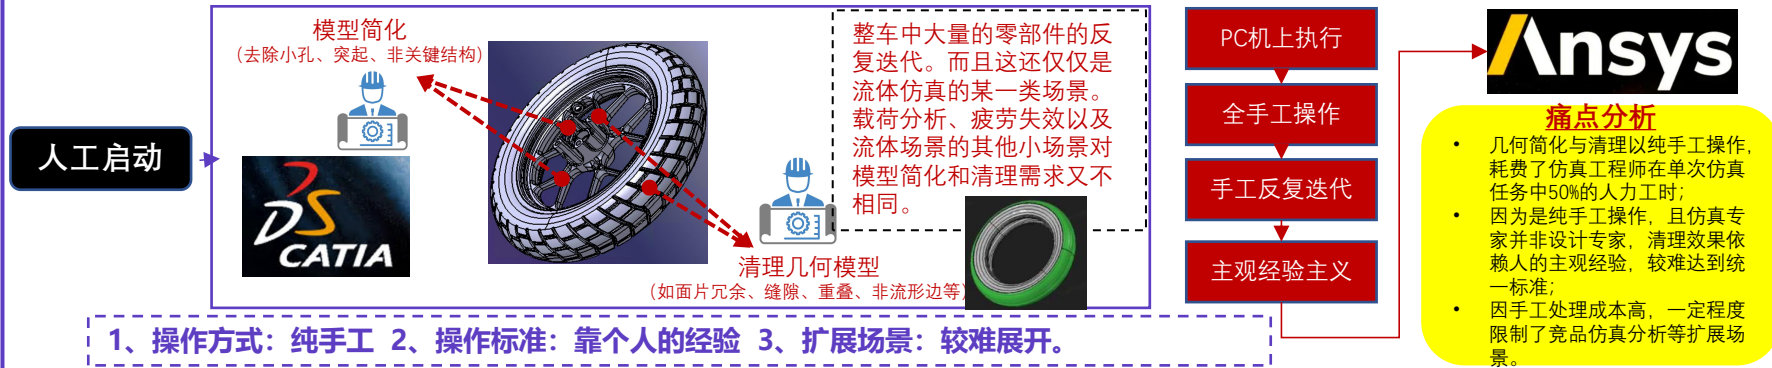 人工启动
模型简化
（去除小孔、突起、非关键结构）
DS
CATIA
清理几何模型
（如面片冗余、缝隙、重叠、非流形边等）
整车中大量的零部件的反
复迭代。而且这还仅仅是
流体仿真的某一类场景。
载荷分析、疲劳失效以及
流体场景的其他小场景对
模型简化和清理需求又不
相同。
1、操作方式：纯手工 2、操作标准：靠个人的经验 3、扩展场景：较难展开。
PC机上执行
全手工操作
手工反复迭代
主观经验主义
Ansys
痛点分析
• 几何简化与清理以纯手工操作，
耗费了仿真工程师在单次仿真
任务中50%的人力工时；
• 因为是纯手工操作，且仿真专
家并非设计专家，清理效果依
赖人的主观经验，较难达到统
一标准；
• 因手工处理成本高，一定程度
限制了竞品仿真分析等扩展场
景。